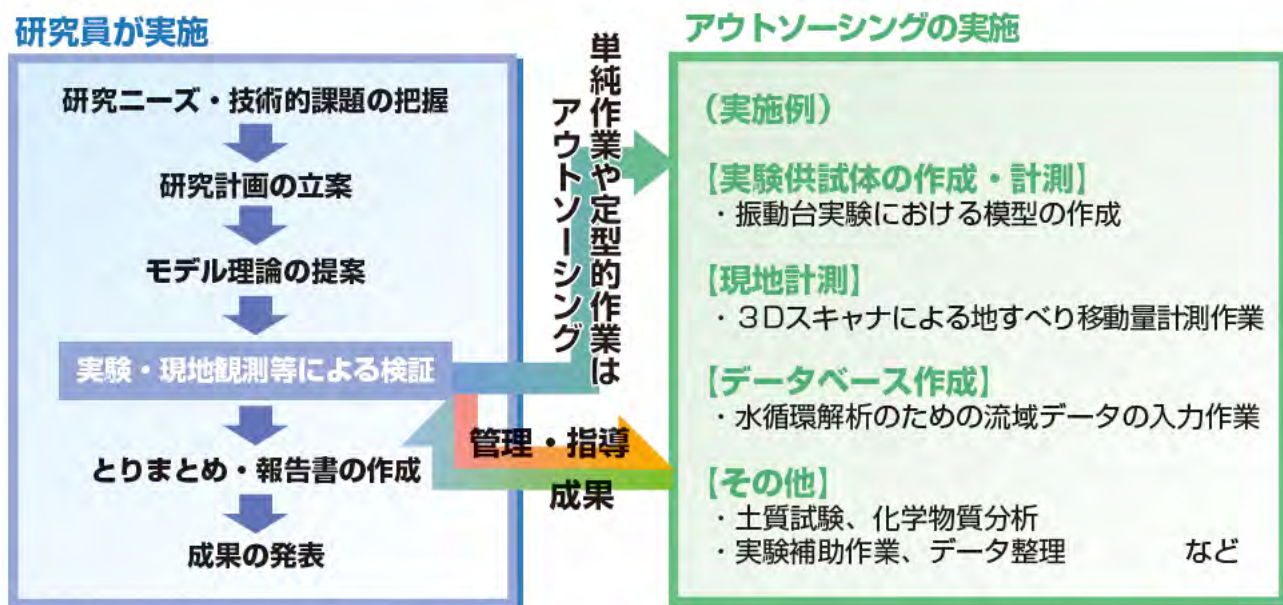 研究員が実施
研究ニーズ・技術的課題の把握
研究計画の立案
モデル理論の提案
実験・現地観測等による検証
とりまとめ・報告書の作成
成果の発表
単純作業や定型的作業は
アウトソーシング
管理・指導
成果
アウトソーシングの実施
（実施例）
【実験供試体の作成・計測】
・振動台実験における模型の作成
【現地計測】
・３Dスキャナによる地すべり移動量計測作業
【データベース作成】
・水循環解析のための流域データの入力作業
【その他】
・土質試験、化学物質分析
・実験補助作業、データ整理　　　など